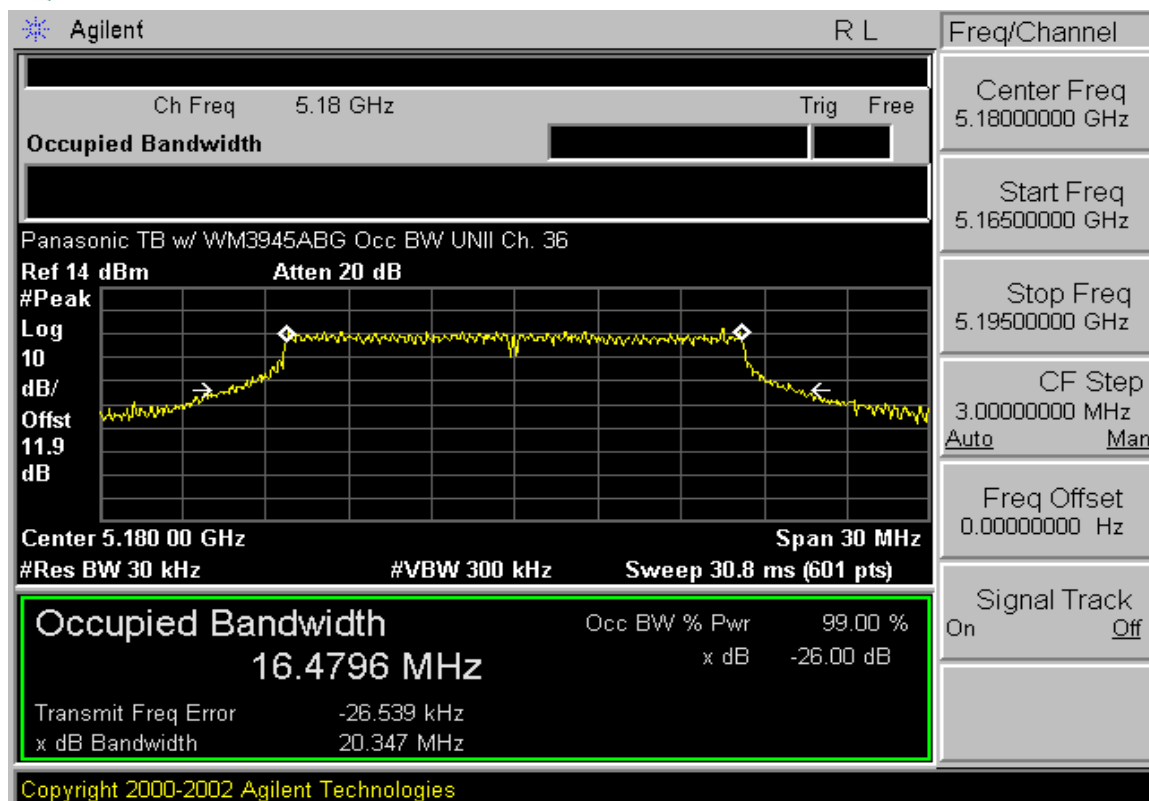 Agilent R L
Freq/Channel
Ch Freq 5.18 GHz Trig Free
Occupied Bandwidth
Panasonic TB w/ WM3945ABG Occ BW UNII Ch. 36
Ref 14 dBm Atten 20 dB
#Peak
Log
10
dB/
Offst
11.9
dB
Center 5.180 00 GHz Span 30 MHz
#Res BW 30 kHz #VBW 300 kHz Sweep 30.8 ms (601 pts)
Occupied Bandwidth
16.4796 MHz
Occ BW % Pwr 99.00 %
x dB -26.00 dB
Transmit Freq Error -26.539 kHz
x dB Bandwidth 20.347 MHz
Copyright 2000-2002 Agilent Technologies
Center Freq
5.18000000 GHz
Start Freq
5.16500000 GHz
Stop Freq
5.19500000 GHz
CF Step
3.00000000 MHz
Auto Man
Freq Offset
0.00000000 Hz
Signal Track
On Off